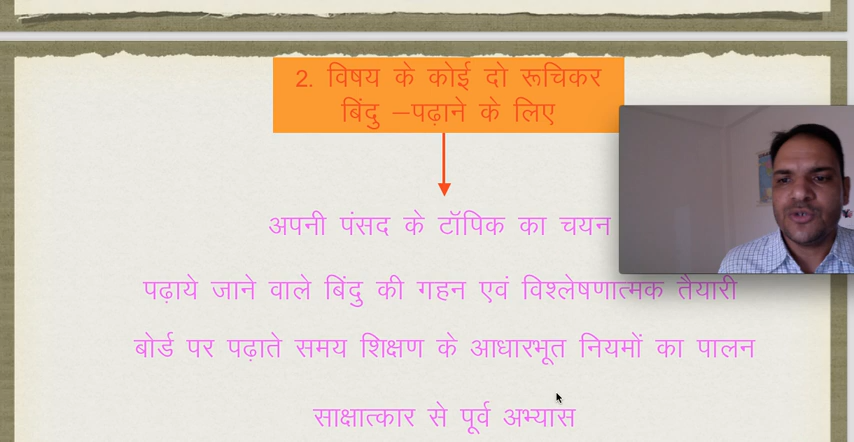 2. विषय के कोई दो रूचिकर
बिंदु –पढ़ाने के लिए
अपनी पंसद के टॉपिक का चयन
पढ़ाये जाने वाले बिंदु की गहन एवं विश्लेषणात्मक तैयारी
बोर्ड पर पढ़ाते समय शिक्षण के आधारभूत नियमों का पालन
साक्षात्कार से पूर्व अभ्यास